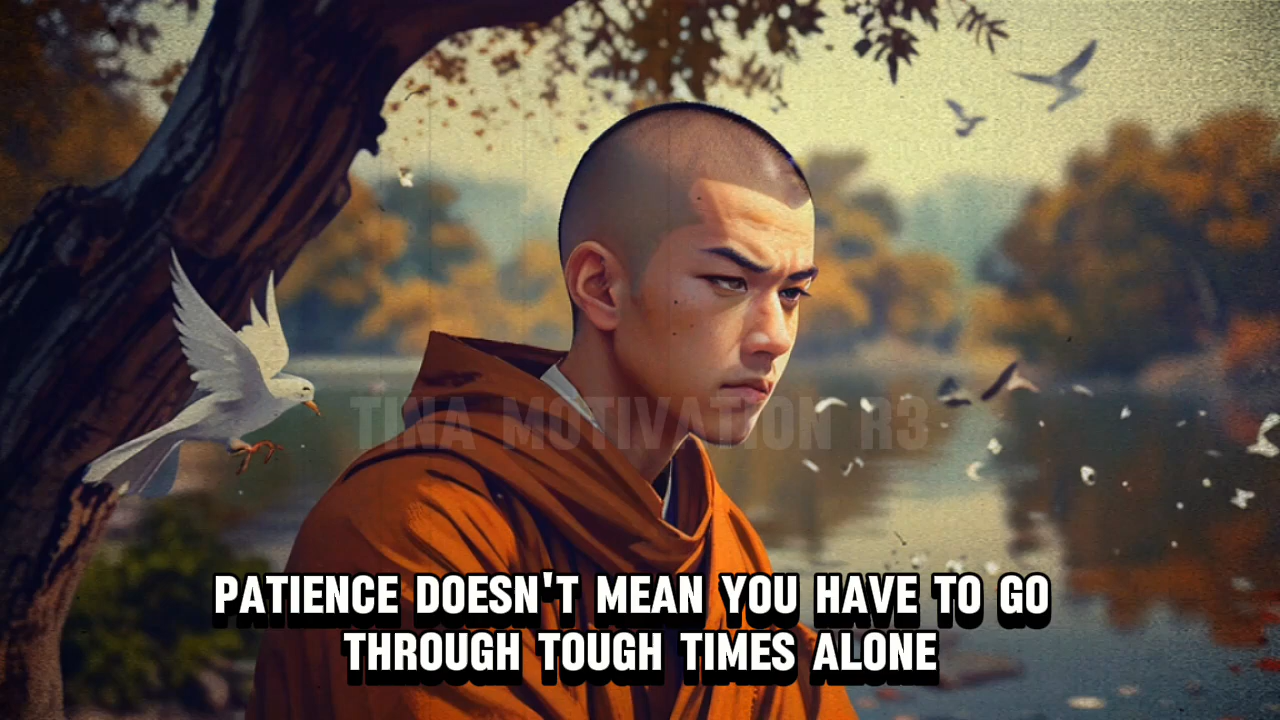 TINA MOTIVATION R3
PATIENCE DOESN'T MEAN YOU HAVE TO GO
THROUGH TOUGH TIMES ALONE